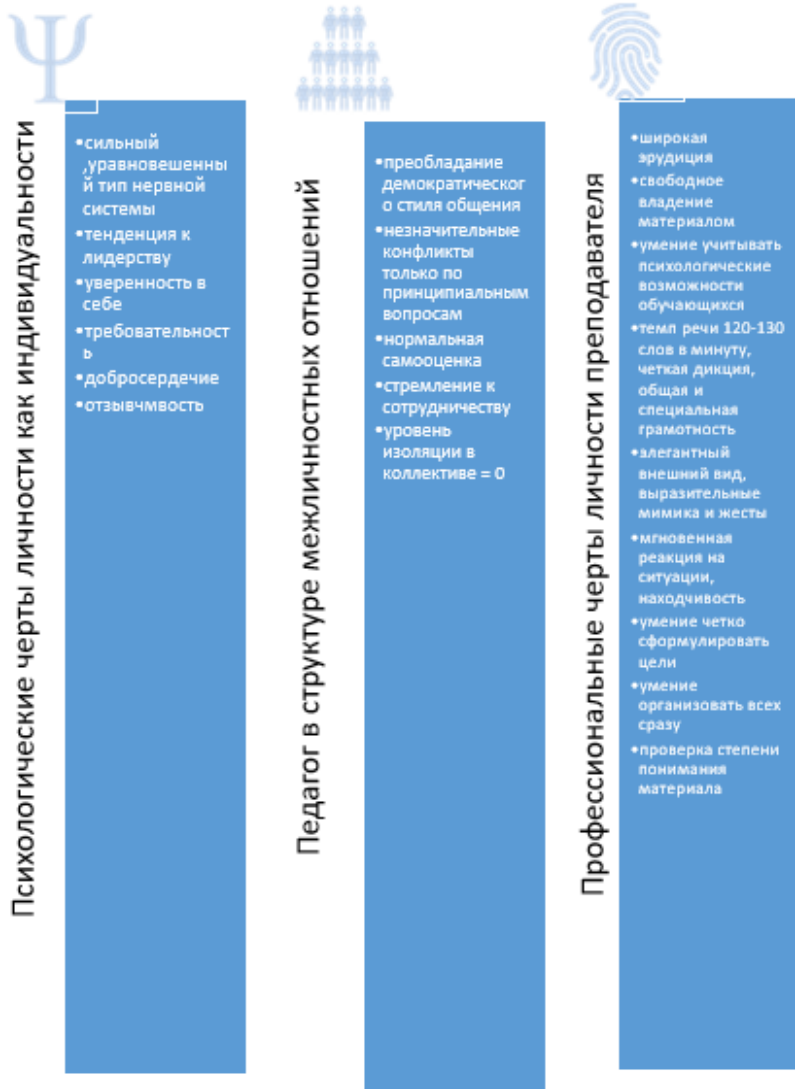 Психологические черты личности как индивидуальности
•сильный
,уравновешенны
й тип нервной
системы
•тенденция к
лидерству
•уверенность в
себе
•требовательност
ь
•добросердечие
•отзывчмвость
Педагог в структуре межличностных отношений
•преобладание
демократическог
о стиля общения
•незначительные
конфликты
только по
принципиальным
вопросам
•нормальная
самооценка
•стремление к
сотрудничеству
•уровень
изоляции в
коллективе = 0
Профессиональные черты личности преподавателя
•широкая
эрудиция
•свободное
владение
материалом
•умение учитывать
психологические
возможности
обучающихся
•темп речи 120-130
слов в минуту,
четкая дикция,
общая и
специальная
грамотность
•элегантный
внешний вид,
выразительные
мимика и жесты
•мгновенная
реакция на
ситуации,
находчивость
•умение четко
сформулировать
цели
•умение
организовать всех
сразу
•проверка степени
понимания
материала